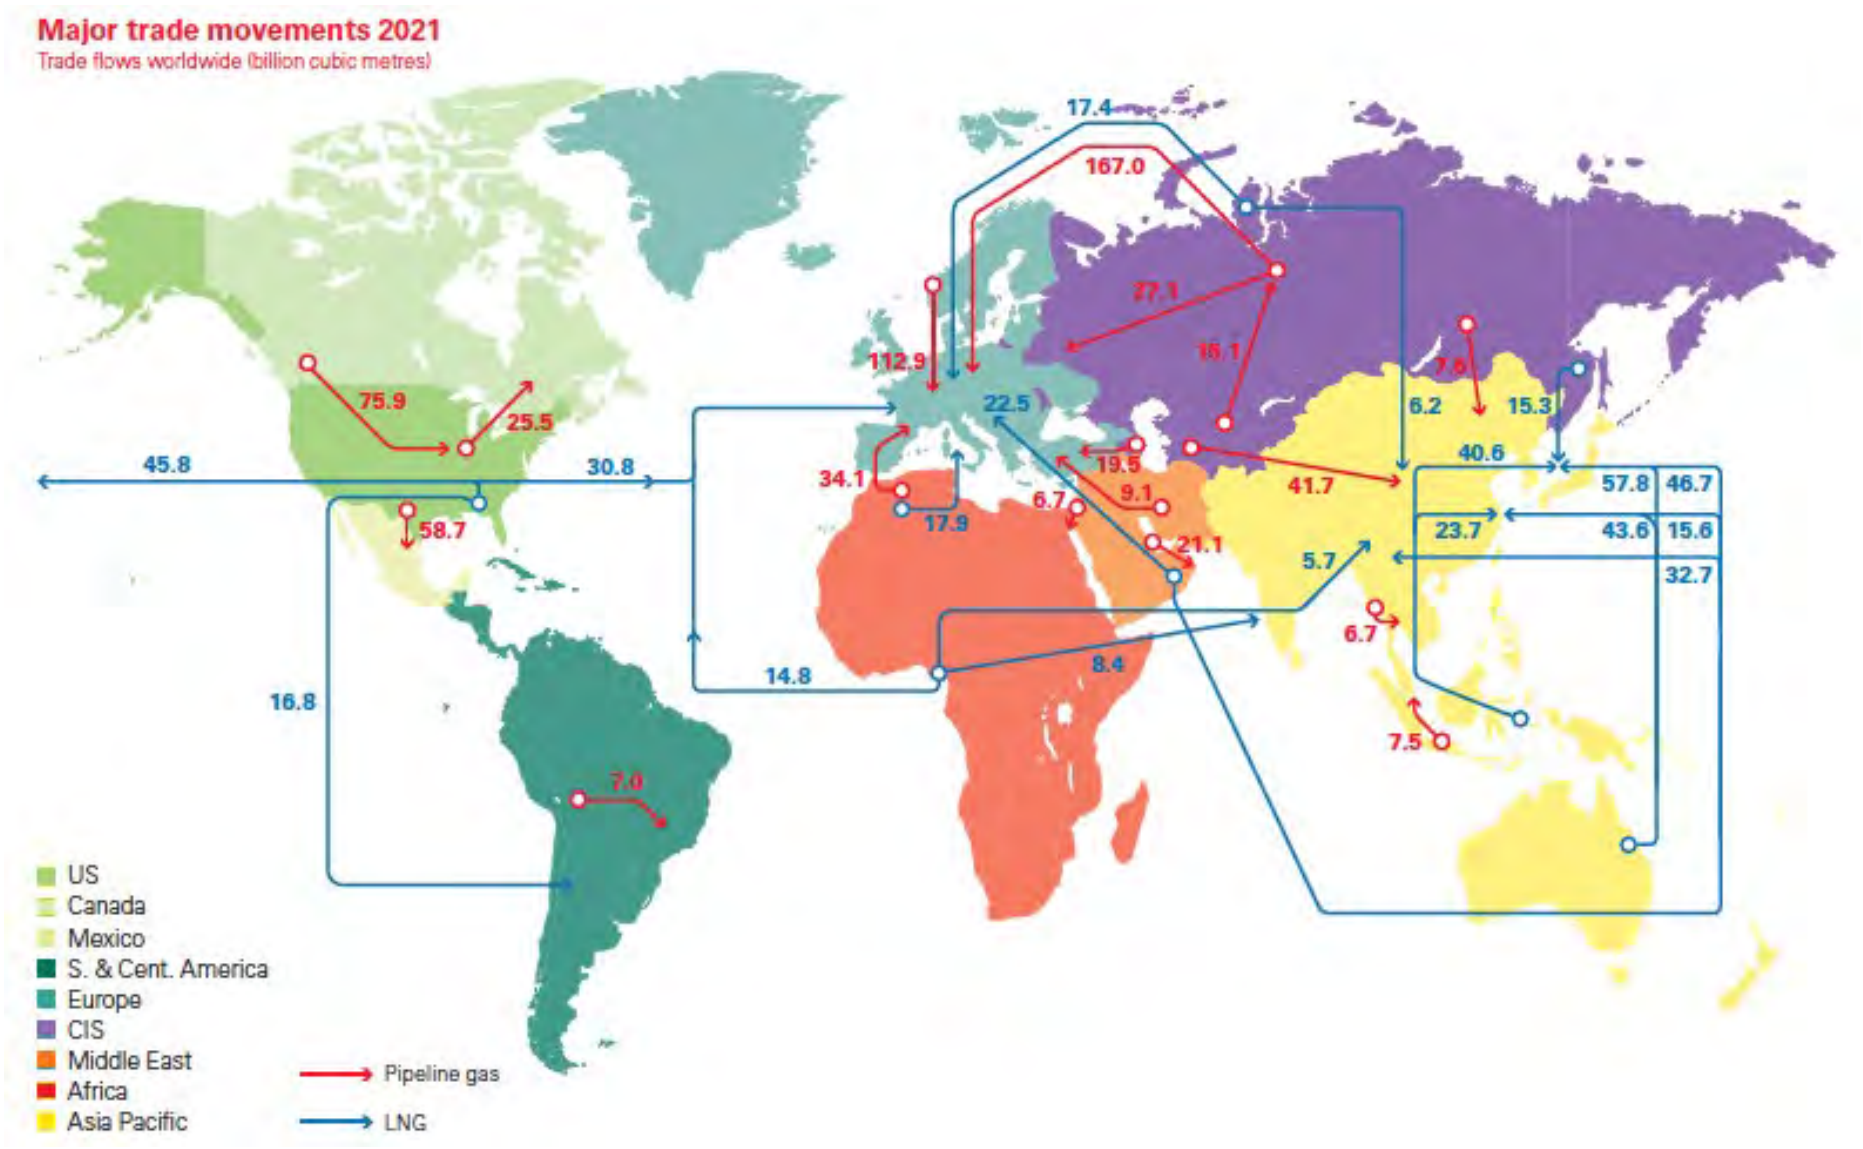 Major trade movements 2021
Trade flows worldwide (billion cubic metres)
17.4
167.0
27.1
16.1
7.6
112.9
22.5
6.2
15.3
75.9
25.5
40.6
45.8
30.8
34.1
19.5
41.7
57.8
46.7
6.7
9.1
58.7
17.9
23.7
43.6
15.6
21.1
5.7
32.7
6.7
8.4
14.8
16.8
7.5
7.0
US
Canada
Mexico
S. & Cent. America
Europe
CIS
Middle East
Africa
Asia Pacific
Pipeline gas
LNG